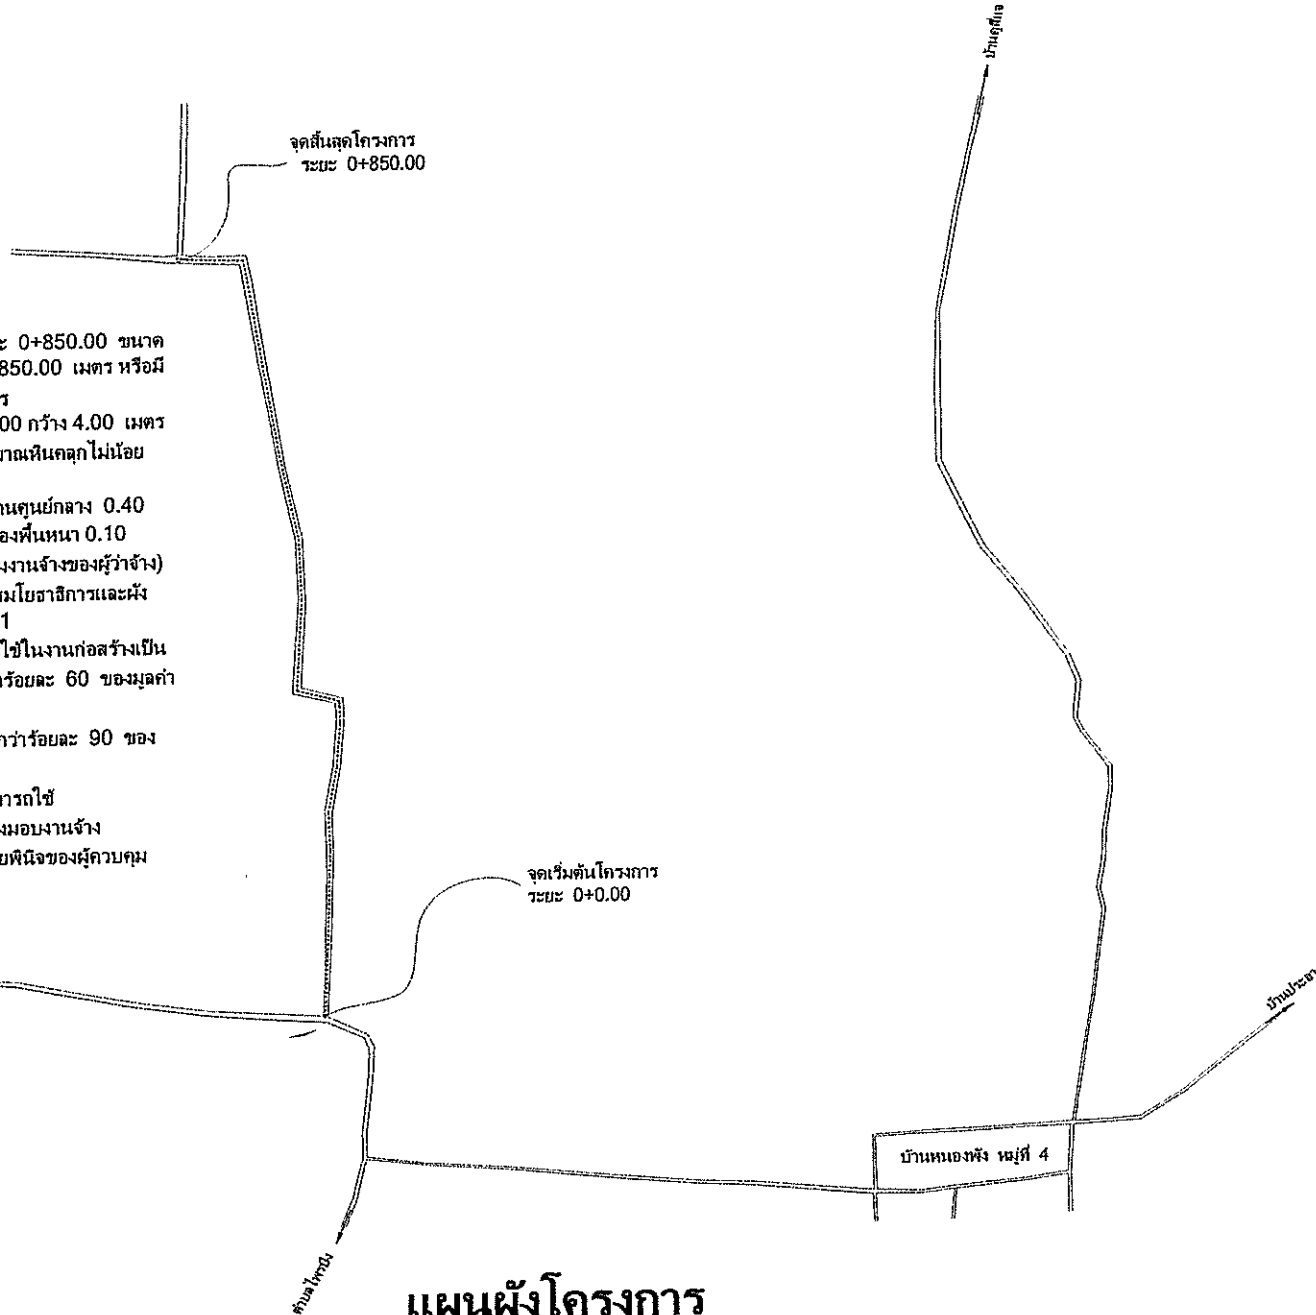 บ้านคูสี่แจ
จุดสิ้นสุดโครงการ
ระยะ 0+850.00
ะ 0+850.00 ขนาด
850.00 เมตร หรือมี
ร
00 กว้าง 4.00 เมตร
มาณหินคลุกไม่น้อย
านศูนย์กลาง 0.40
องพื้นหนา 0.10
งานจ้างของผู้ว่าจ้าง)
มโยธาธิการและผัง
1
ใช้ในงานก่อสร้างเป็น
าร้อยละ 60 ของมูลค่า
กว่าร้อยละ 90 ของ
มารถใช้
งมอบงานจ้าง
ยพินิจของผู้ควบคุม
จุดเริ่มต้นโครงการ
ระยะ 0+0.00
บ้านประอา
บ้านหนองพัง หมู่ที่ 4
ตำบลไพรบึง
แผนผังโครงการ